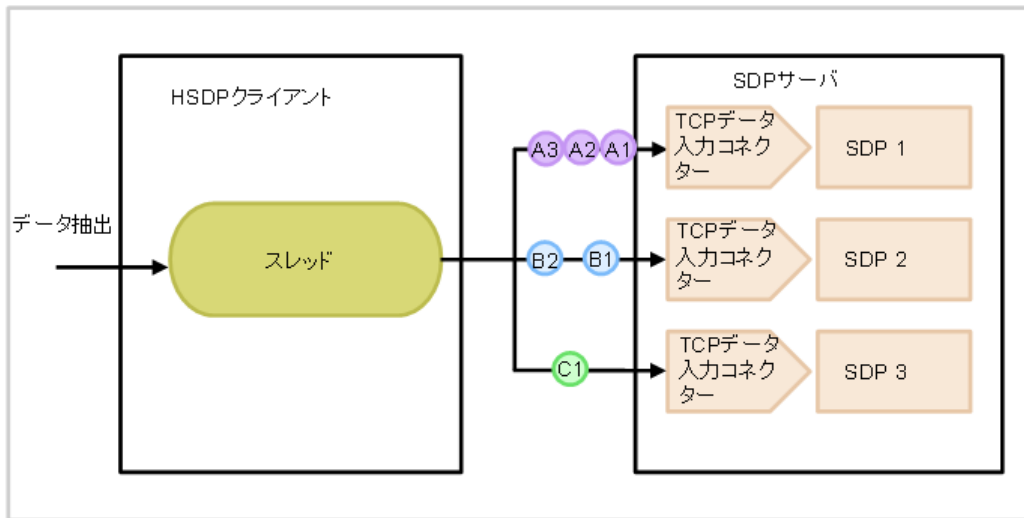 HSDPクライアント
データ抽出
スレッド
A3 A2 A1
B2 B1
C1
SDPサーバ
TCPデータ
入力コネク
ター
SDP 1
TCPデータ
入力コネク
ター
SDP 2
TCPデータ
入力コネク
ター
SDP 3